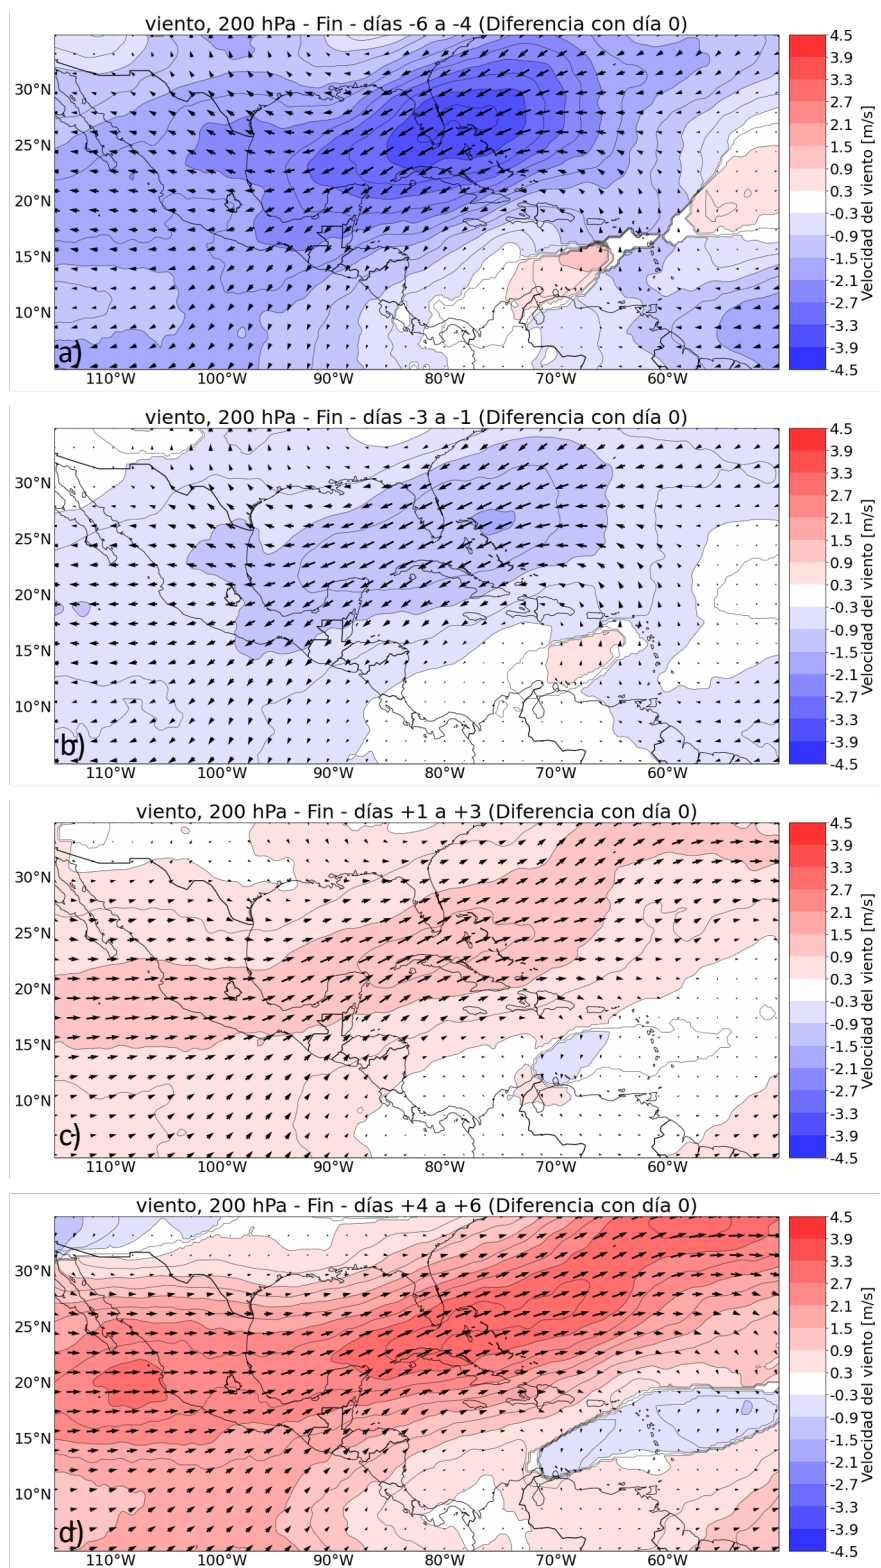 viento, 200 hPa - Fin - días -6 a -4 (Diferencia con día 0)
30°N
25°N
20°N
15°N
10°N
a)
110°W 100°W 90°W 80°W 70°W 60°W
4.5
3.9
3.3
2.7
2.1
1.5
0.9
0.3
-0.3
-0.9
-1.5
-2.1
-2.7
-3.3
-3.9
-4.5
Velocidad del viento [m/s]
viento, 200 hPa - Fin - días -3 a -1 (Diferencia con día 0)
30°N
25°N
20°N
15°N
10°N
b)
110°W 100°W 90°W 80°W 70°W 60°W
4.5
3.9
3.3
2.7
2.1
1.5
0.9
0.3
-0.3
-0.9
-1.5
-2.1
-2.7
-3.3
-3.9
-4.5
Velocidad del viento [m/s]
viento, 200 hPa - Fin - días +1 a +3 (Diferencia con día 0)
30°N
25°N
20°N
15°N
10°N
c)
110°W 100°W 90°W 80°W 70°W 60°W
4.5
3.9
3.3
2.7
2.1
1.5
0.9
0.3
-0.3
-0.9
-1.5
-2.1
-2.7
-3.3
-3.9
-4.5
Velocidad del viento [m/s]
viento, 200 hPa - Fin - días +4 a +6 (Diferencia con día 0)
30°N
25°N
20°N
15°N
10°N
d)
110°W 100°W 90°W 80°W 70°W 60°W
4.5
3.9
3.3
2.7
2.1
1.5
0.9
0.3
-0.3
-0.9
-1.5
-2.1
-2.7
-3.3
-3.9
-4.5
Velocidad del viento [m/s]